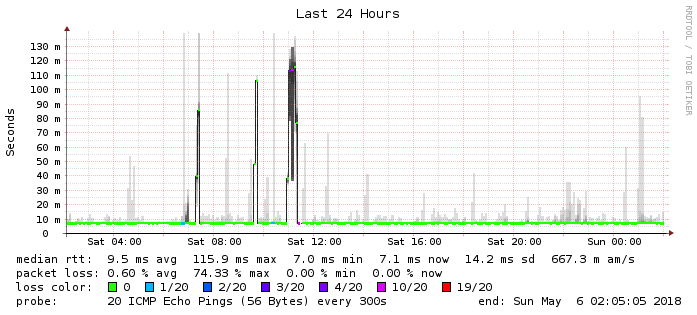 Last 24 Hours
RRDTOOL / TOBI OETIKER
Seconds
130 m
120 m
110 m
100 m
90 m
80 m
70 m
60 m
50 m
40 m
30 m
20 m
10 m
0
Sat 04:00 Sat 08:00 Sat 12:00 Sat 16:00 Sat 20:00 Sun 00:00
median rtt: 9.5 ms avg 115.9 ms max 7.0 ms min 7.1 ms now 14.2 ms sd 667.3 m am/s
packet loss: 0.60 % avg 74.33 % max 0.00 % min 0.00 % now
loss color: 0 1/20 2/20 3/20 4/20 10/20 19/20
probe: 20 ICMP Echo Pings (56 Bytes) every 300s end: Sun May 6 02:05:05 2018